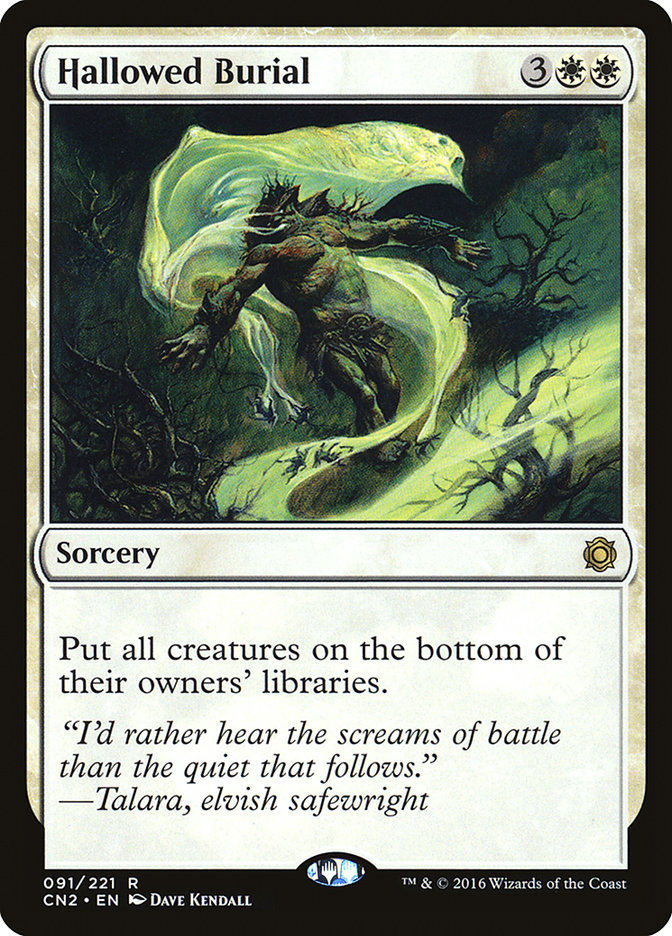 Hallowed Burial 3
Sorcery
Put all creatures on the bottom of
their owners’ libraries.
“I’d rather hear the screams of battle
than the quiet that follows.”
—Talara, elvish safewright
091/221 R
CN2 • EN Dave Kendall
™ & © 2016 Wizards of the Coast